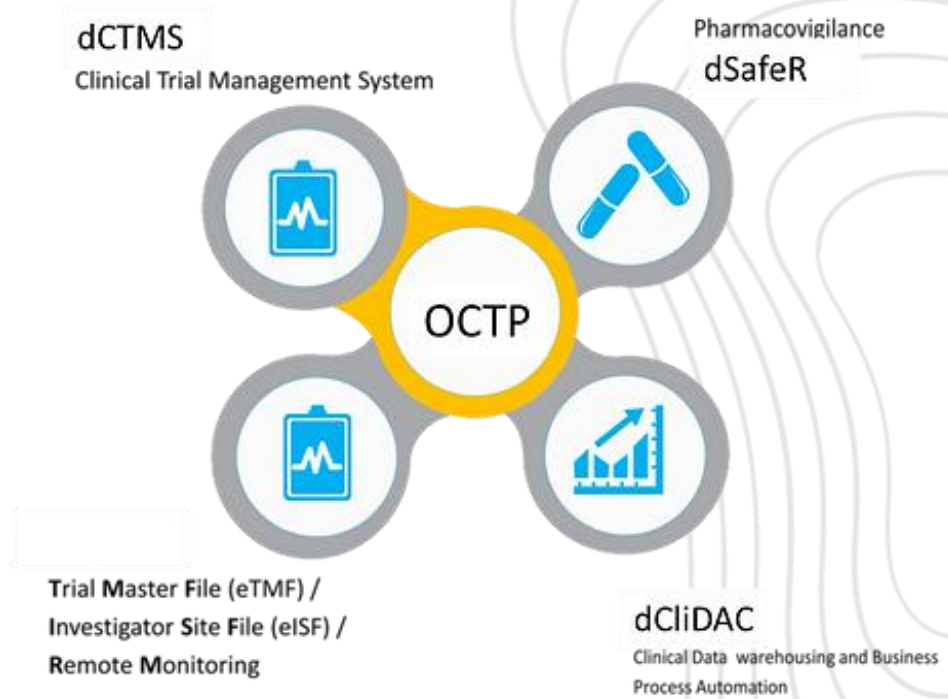 dCTMS
Clinical Trial Management System
Pharmacovigilance
dSafeR
OCTP
Trial Master File (eTMF) /
Investigator Site File (eISF) /
Remote Monitoring
dCliDAC
Clinical Data warehousing and Business
Process Automation